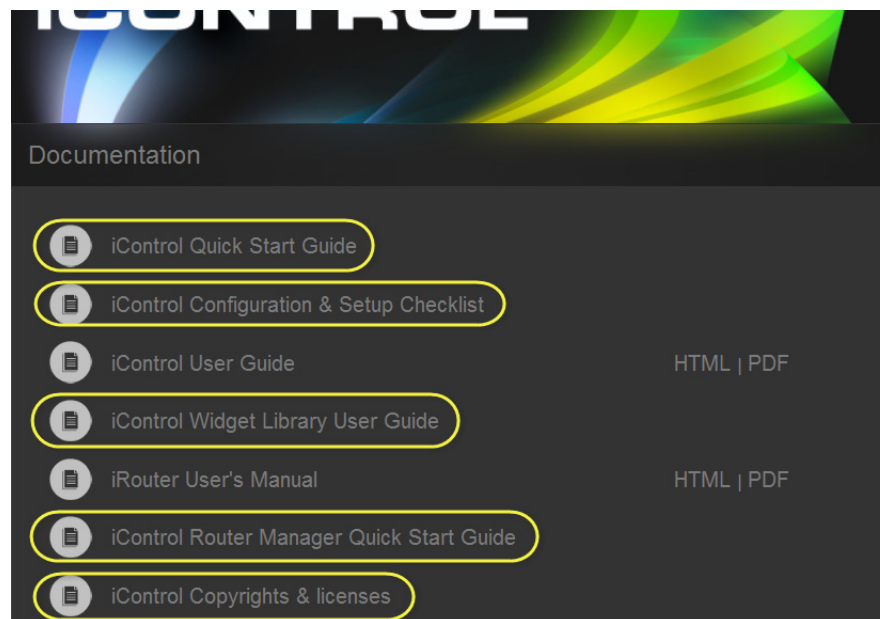 iCONTROL
Documentation
iControl Quick Start Guide
iControl Configuration & Setup Checklist
iControl User Guide HTML | PDF
iControl Widget Library User Guide
iRouter User's Manual HTML | PDF
iControl Router Manager Quick Start Guide
iControl Copyrights & licenses